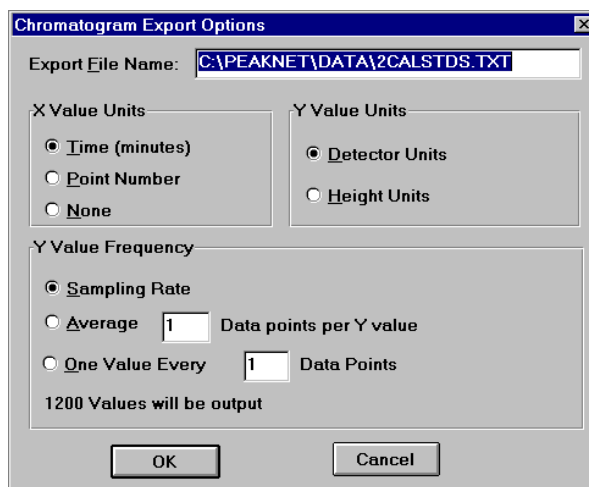 Chromatogram Export Options
Export File Name: C:\PEAKNET\DATA\2CALSTDS.TXT
X Value Units
Time (minutes)
Point Number
None
Y Value Units
Detector Units
Height Units
Y Value Frequency
Sampling Rate
Average 1 Data points per Y value
One Value Every 1 Data Points
1200 Values will be output
OK Cancel